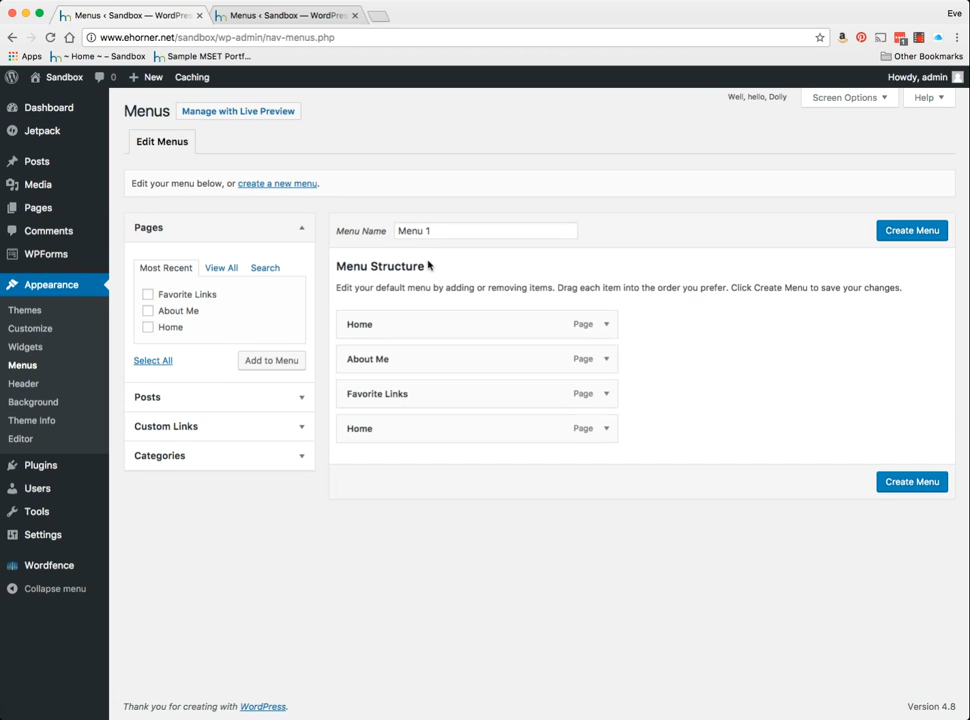 Menus ‹ Sandbox — WordPres
Menus ‹ Sandbox — WordPres
Eve
www.ehorner.net/sandbox/wp-admin/nav-menus.php
Apps
~ Home ~ – Sandbox
Sample MSET Portf...
Other Bookmarks
Sandbox
0
New
Caching
Howdy, admin
Dashboard
Jetpack
Posts
Media
Pages
Comments
WPForms
Appearance
Themes
Customize
Widgets
Menus
Header
Background
Theme Info
Editor
Plugins
Users
Tools
Settings
Wordfence
Collapse menu
Menus
Manage with Live Preview
Well, hello, Dolly
Screen Options
Help
Edit Menus
Edit your menu below, or create a new menu.
Pages
Most Recent
View All
Search
Favorite Links
About Me
Home
Select All
Add to Menu
Posts
Custom Links
Categories
Menu Name
Menu 1
Create Menu
Menu Structure
Edit your default menu by adding or removing items. Drag each item into the order you prefer. Click Create Menu to save your changes.
Home Page
About Me Page
Favorite Links Page
Home Page
Create Menu
Thank you for creating with WordPress.
Version 4.8